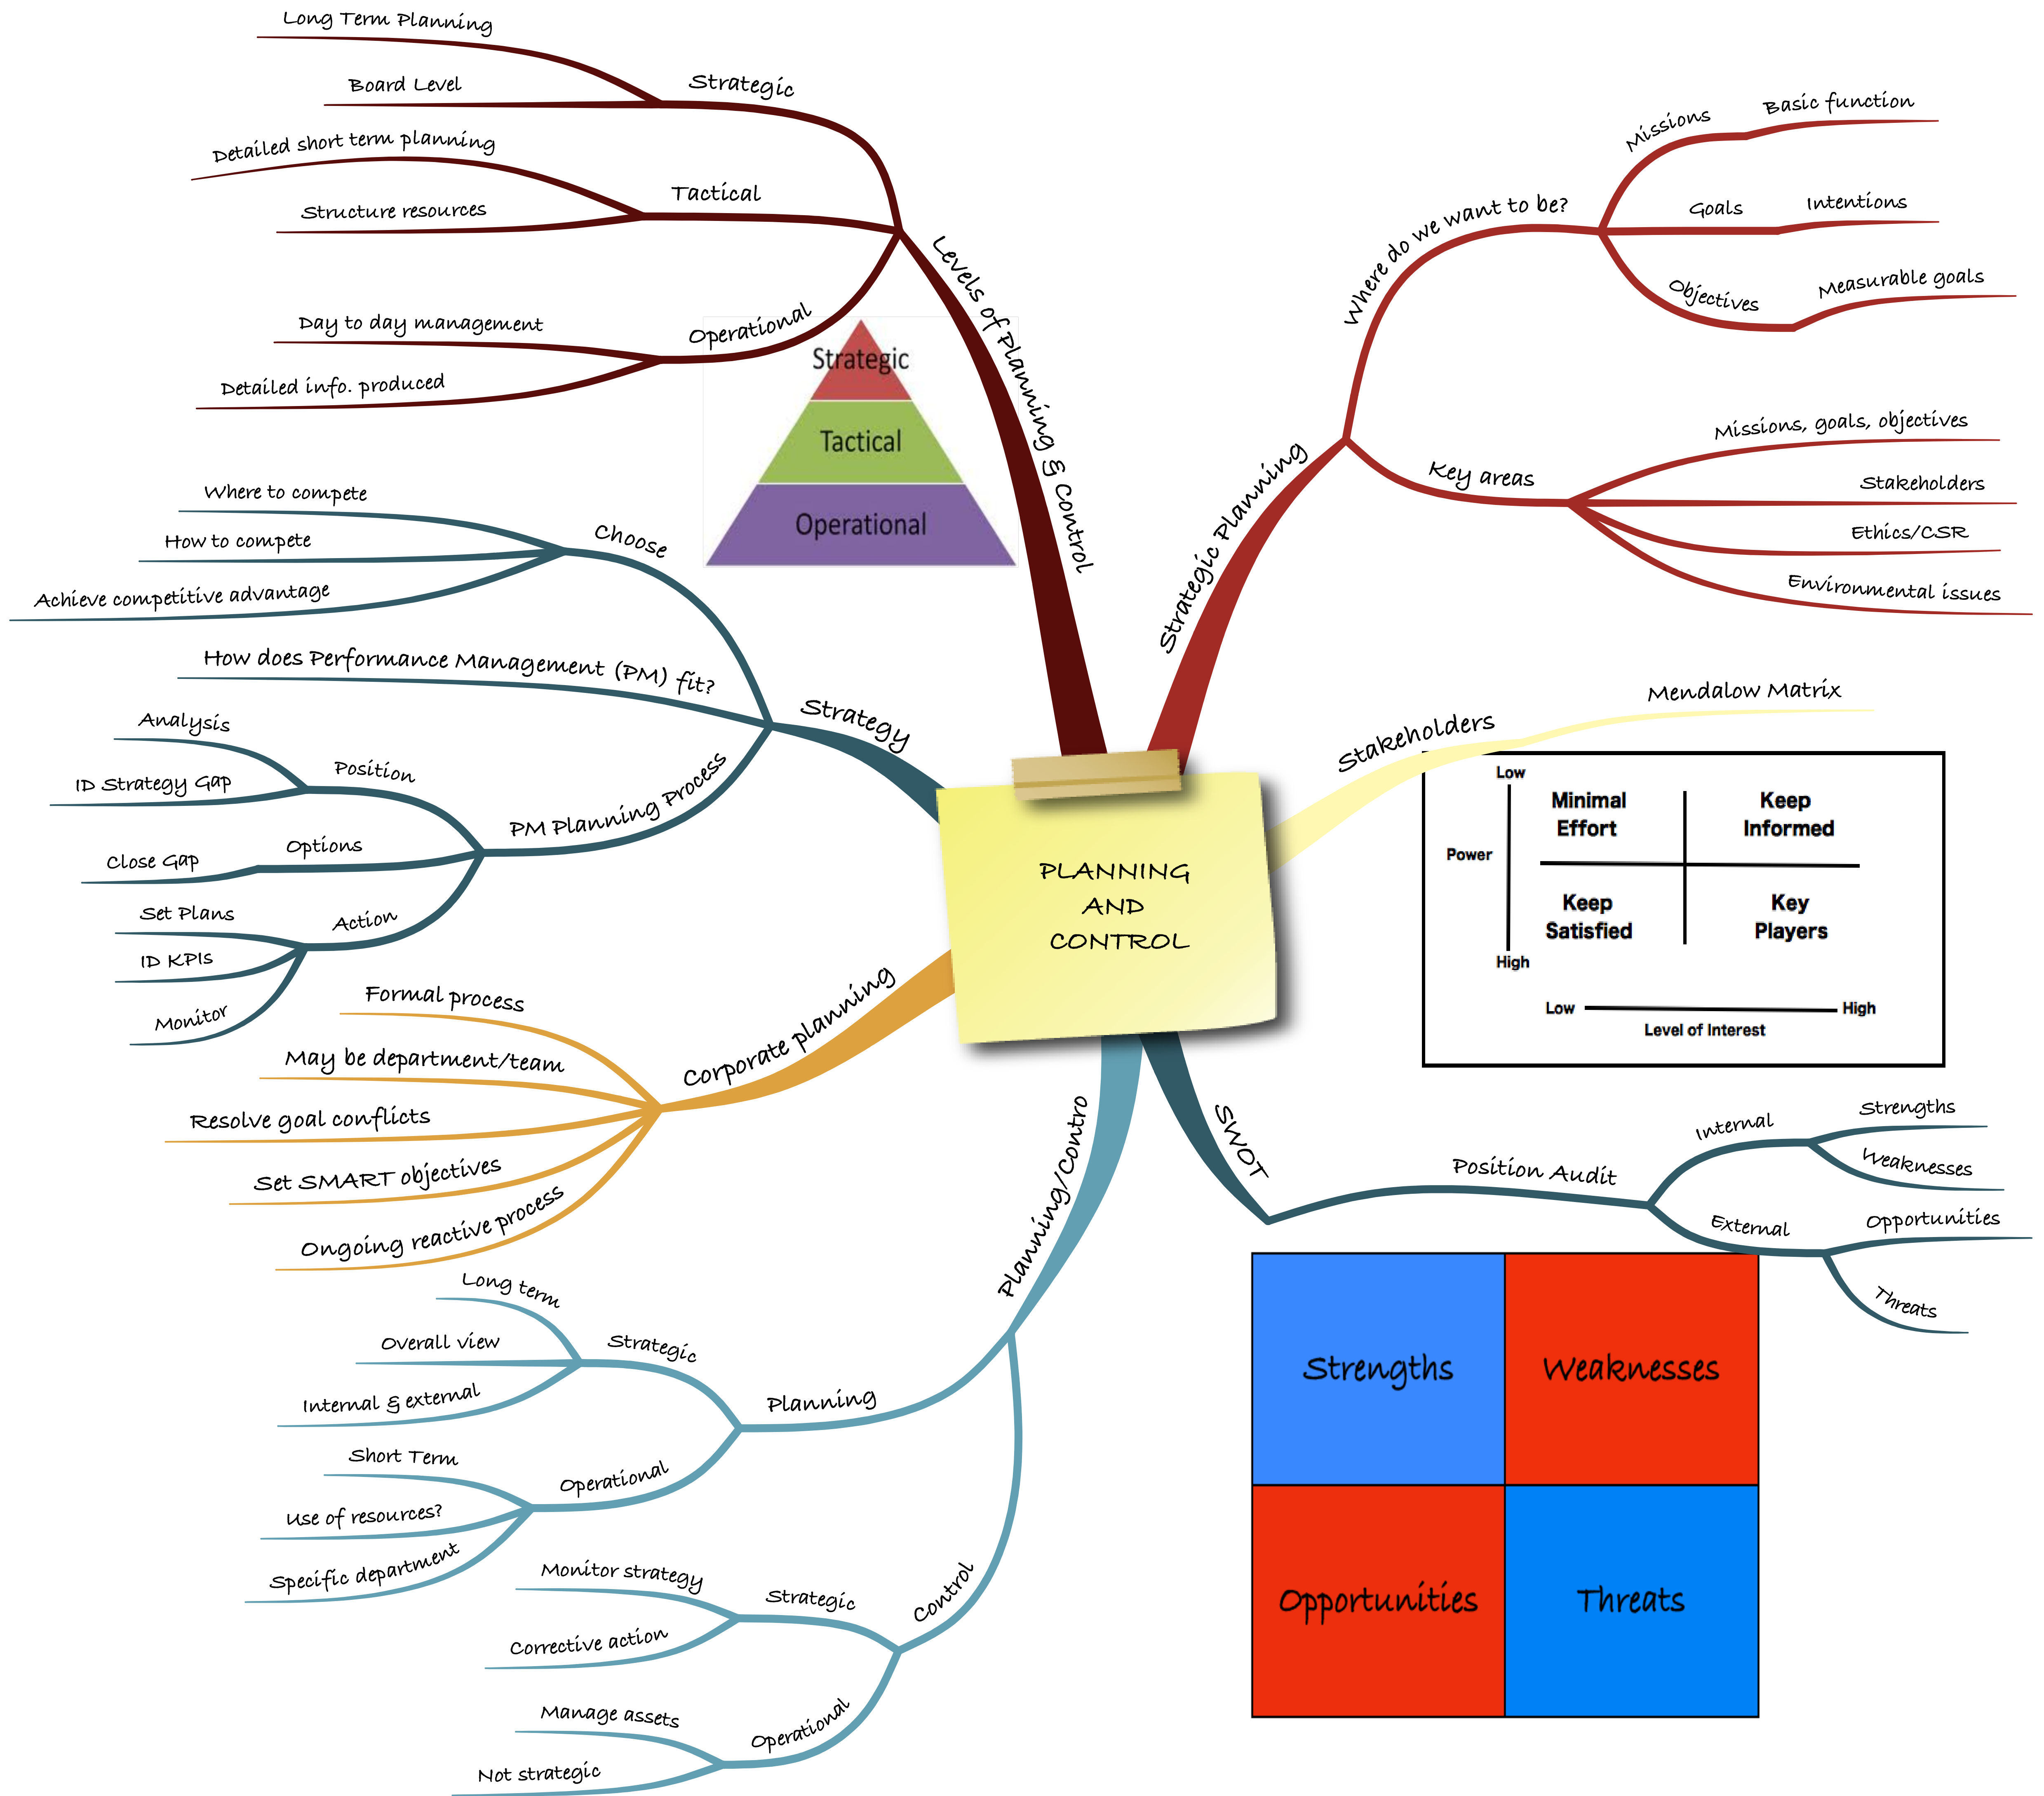 PLANNING
AND
CONTROL
Levels of Planning & Control
Strategic
Long Term Planning
Board Level
Tactical
Detailed short term planning
Structure resources
Operational
Day to day management
Detailed info. produced
Strategic
Tactical
Operational
Strategic Planning
Where do we want to be?
Missions
Basic function
Goals
Intentions
Objectives
Measurable goals
Key areas
Missions, goals, objectives
Stakeholders
Ethics/CSR
Environmental issues
Stakeholders
Mendalow Matrix
Low
Power
High
Minimal
Effort
Keep
Informed
Keep
Satisfied
Key
Players
Low
High
Level of Interest
SWOT
Position Audit
Internal
Strengths
Weaknesses
External
Opportunities
Threats
Strengths
Weaknesses
Opportunities
Threats
Strategy
Choose
Where to compete
How to compete
Achieve competitive advantage
How does Performance Management (PM) fit?
PM Planning Process
Position
Analysis
ID Strategy Gap
Options
Close Gap
Action
Set Plans
ID KPIs
Monitor
Corporate planning
Formal process
May be department/team
Resolve goal conflicts
Set SMART objectives
Ongoing reactive process
Planning/Contro
Planning
Strategic
Long term
Overall view
Internal & external
Operational
Short Term
Use of resources?
Specific department
Control
Strategic
Monitor strategy
Corrective action
Operational
Manage assets
Not strategic